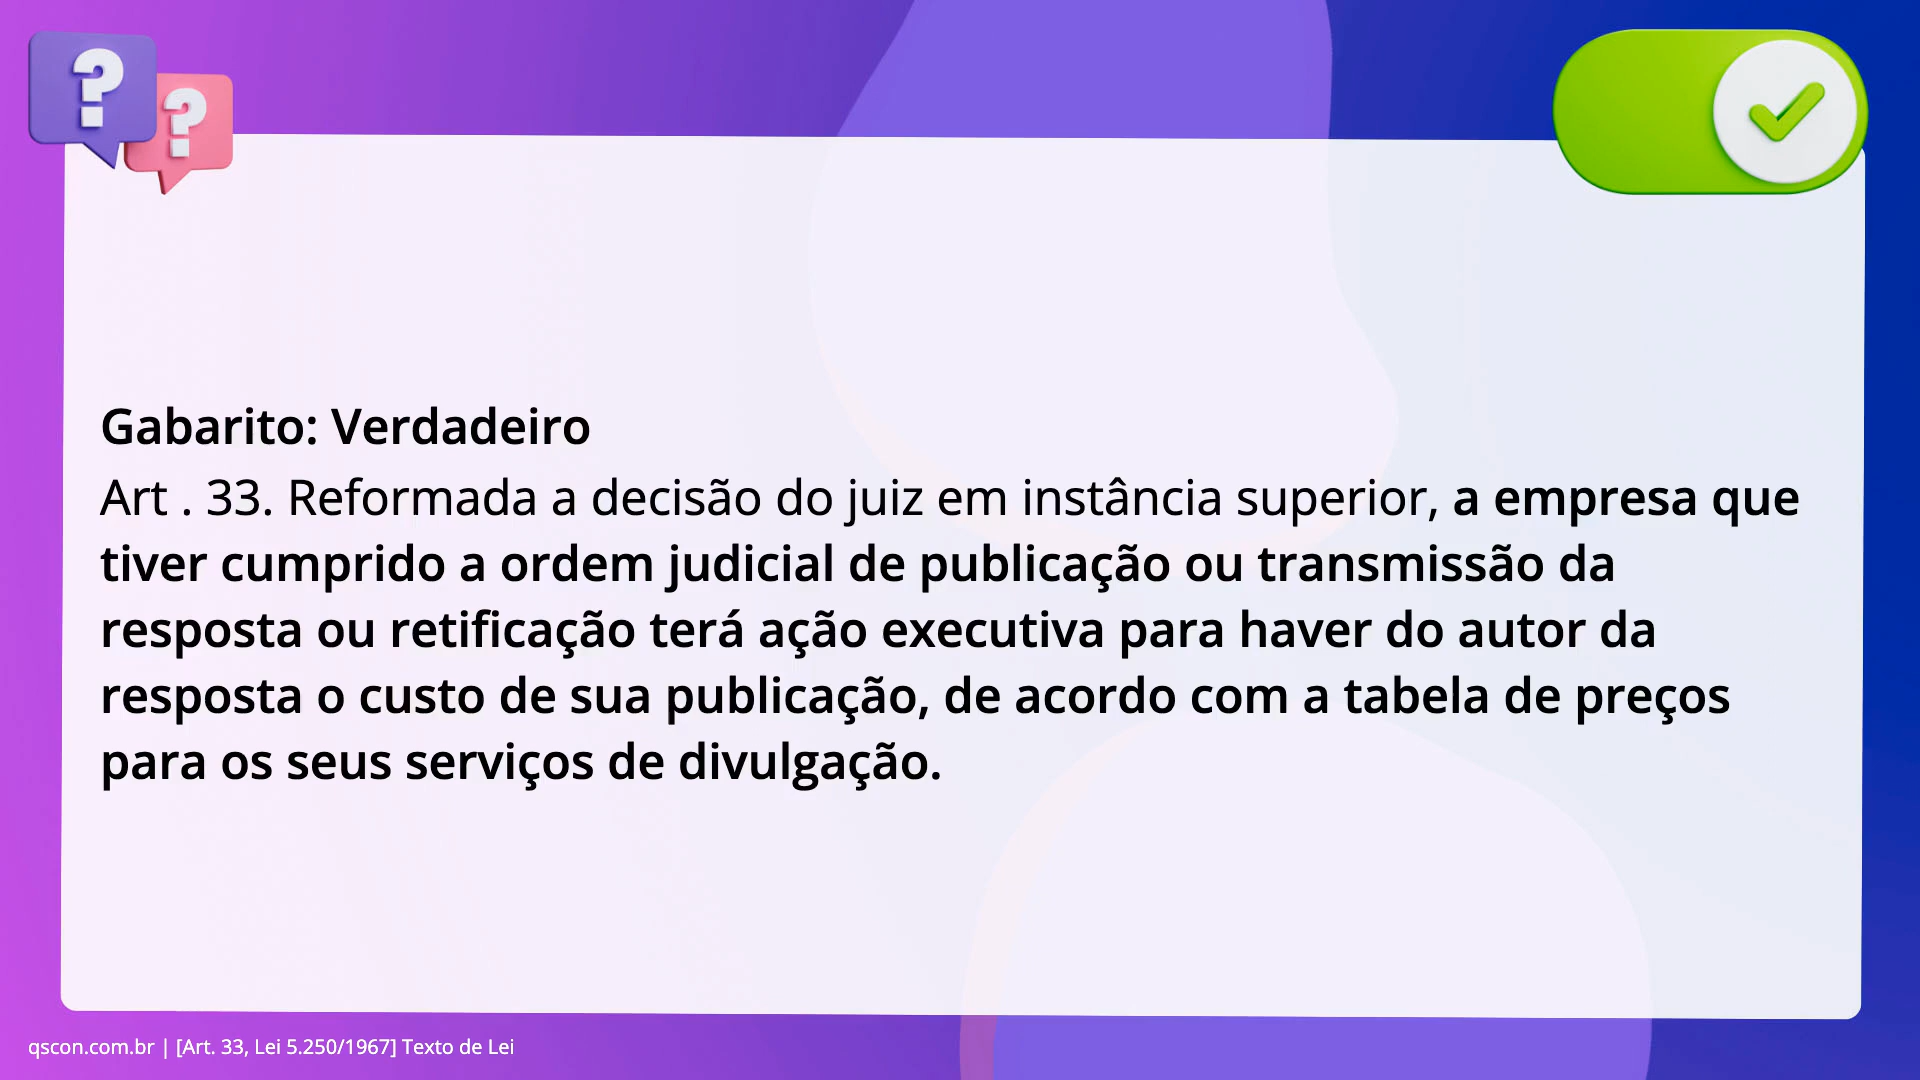 Gabarito: Verdadeiro
Art . 33. Reformada a decisão do juiz em instância superior, a empresa que
tiver cumprido a ordem judicial de publicação ou transmissão da
resposta ou retificação terá ação executiva para haver do autor da
resposta o custo de sua publicação, de acordo com a tabela de preços
para os seus serviços de divulgação.
qscon.com.br | [Art. 33, Lei 5.250/1967] Texto de Lei